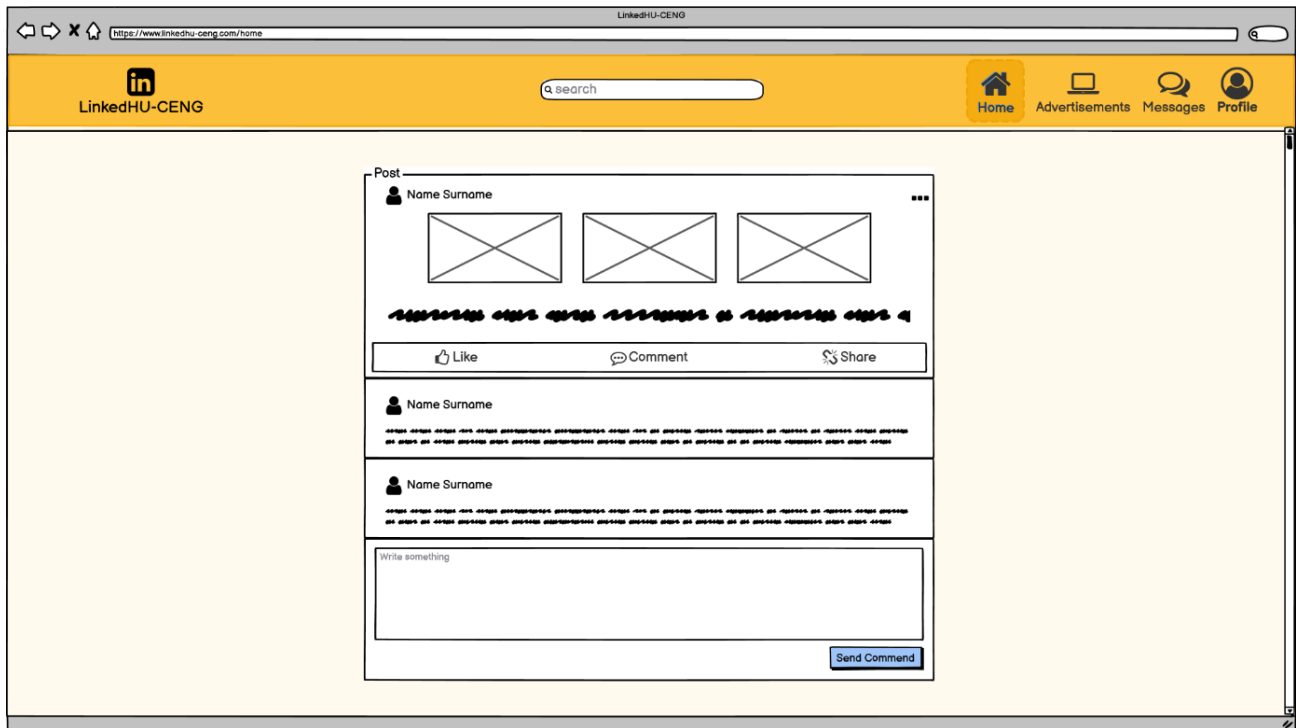 LinkedHU-CENG
https://www.linkedhu-ceng.com/home
LinkedHU-CENG
search
Home
Advertisements
Messages
Profile
Post
Name Surname
Like
Comment
Share
Name Surname
Name Surname
Write something
Send Commend